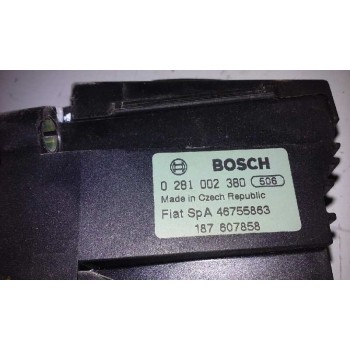 BOSCH
0 281 002 380 506
Made in Czech Republic
Fiat SpA 46755863
187 607858